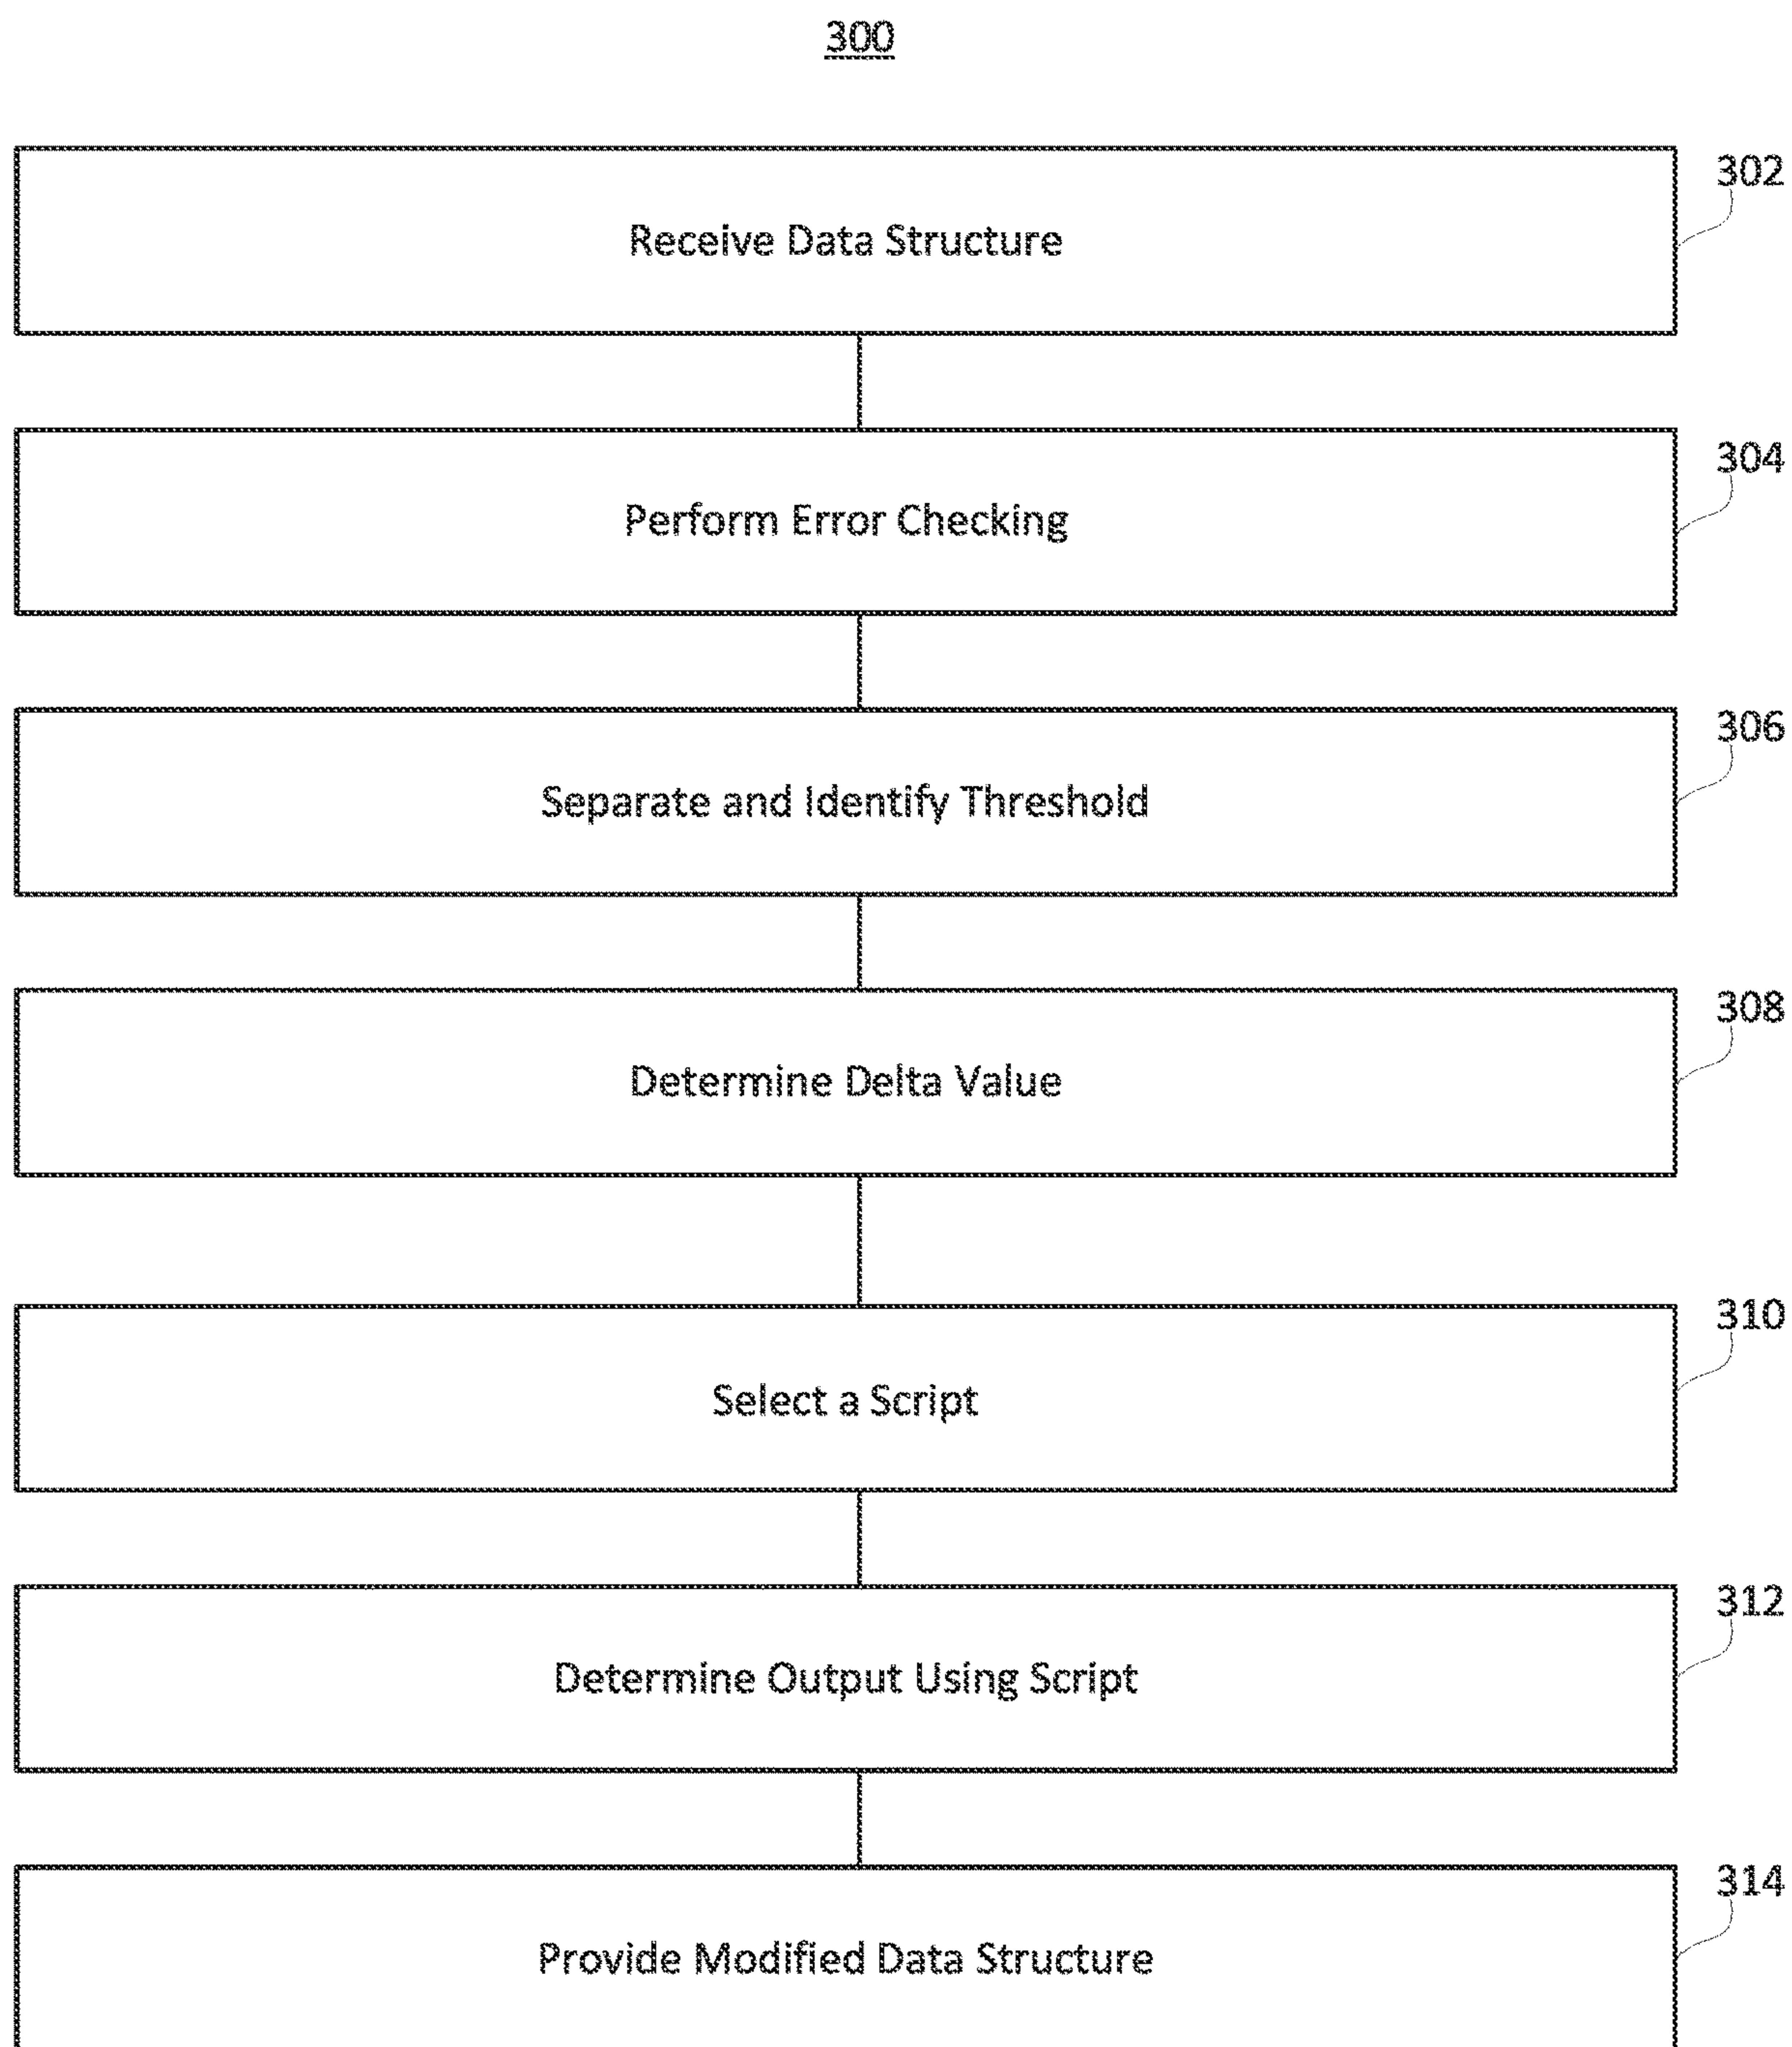 300
302
Receive Data Structure
304
Perform Error Checking
306
Separate and Identify Threshold
308
Determine Delta Value
310
Select a Script
312
Determine Output Using Script
314
Provide Modified Data Structure